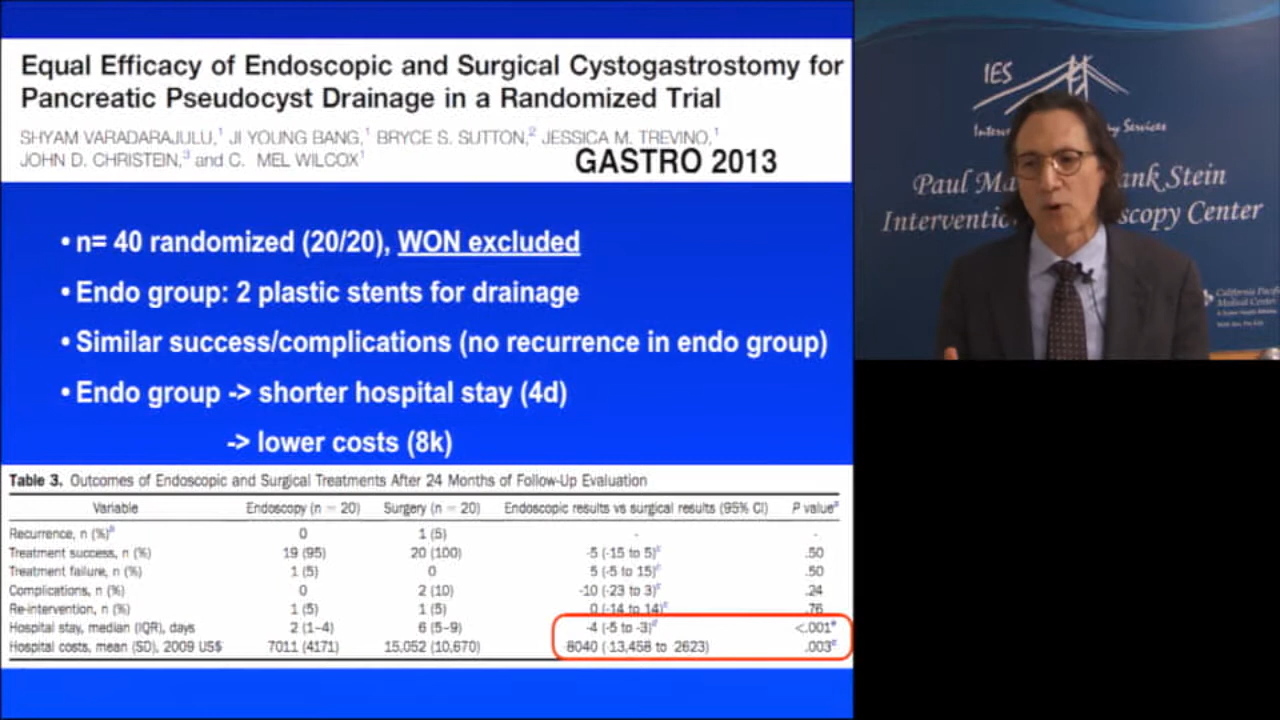 Equal Efficacy of Endoscopic and Surgical Cystogastrostomy for
Pancreatic Pseudocyst Drainage in a Randomized Trial
SHYAM VARADARAJULU,1 JI YOUNG BANG,1 BRYCE S. SUTTON,2 JESSICA M. TREVINO,1
JOHN D. CHRISTEIN,3 and C. MEL WILCOX1
GASTRO 2013
• n= 40 randomized (20/20), WON excluded
• Endo group: 2 plastic stents for drainage
• Similar success/complications (no recurrence in endo group)
• Endo group -> shorter hospital stay (4d)
-> lower costs (8k)
Table 3. Outcomes of Endoscopic and Surgical Treatments After 24 Months of Follow-Up Evaluation
Variable Endoscopy (n = 20) Surgery (n = 20) Endoscopic results vs surgical results (95% CI) P value
Recurrence, n (%) 0 1 (5) - -
Treatment success, n (%) 19 (95) 20 (100) -5 (-15 to 5) .50
Treatment failure, n (%) 1 (5) 0 5 (-5 to 15) .50
Complications, n (%) 0 2 (10) -10 (-23 to 3) .24
Re-intervention, n (%) 1 (5) 1 (5) 0 (-14 to 14) .76
Hospital stay, median (IQR), days 2 (1–4) 6 (5–9) -4 (-5 to -3) <.001
Hospital costs, mean (SD), 2009 US$ 7011 (4171) 15,052 (10,670) 8040 ( 13,458 to 2623) .003
IES
Services
Paul Ma ank Stein
Interventi scopy Center
California Pacific
Medical Center